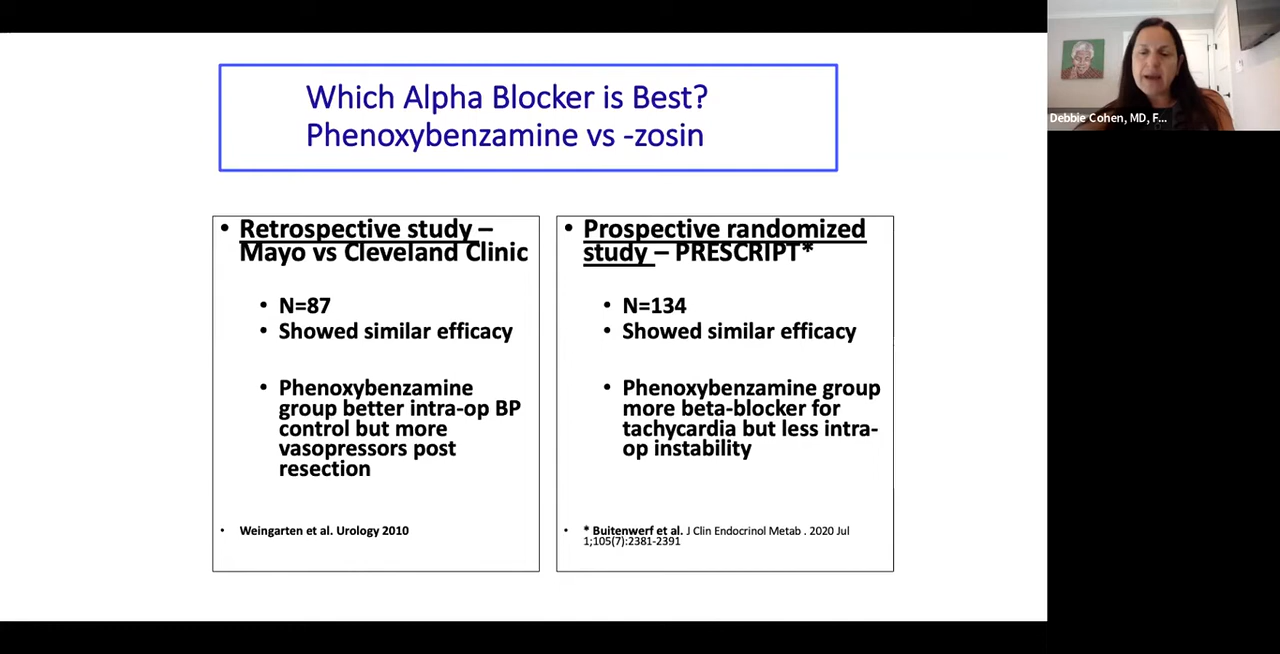 Which Alpha Blocker is Best?
Phenoxybenzamine vs -zosin
• Retrospective study –
Mayo vs Cleveland Clinic
• N=87
• Showed similar efficacy
• Phenoxybenzamine
group better intra-op BP
control but more
vasopressors post
resection
• Weingarten et al. Urology 2010
• Prospective randomized
study – PRESCRIPT*
• N=134
• Showed similar efficacy
• Phenoxybenzamine group
more beta-blocker for
tachycardia but less intra-
op instability
• * Buitenwerf et al. J Clin Endocrinol Metab . 2020 Jul
1;105(7):2381-2391
Debbie Cohen, MD, F...